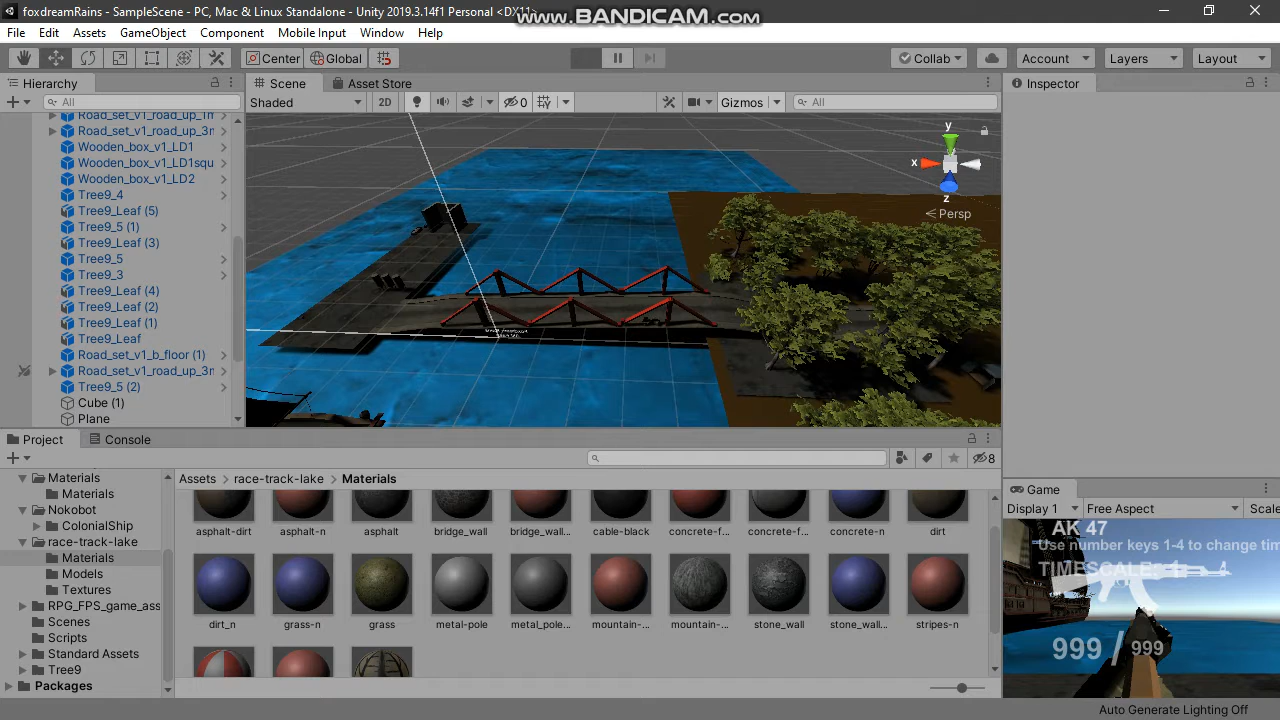 foxdreamRains - SampleScene - PC, Mac & Linux Standalone - Unity 2019.3.14f1 Personal <DX11>
www.BANDICAM.com
File Edit Assets GameObject Component Mobile Input Window Help
Center Global Collab Account Layers Layout
Hierarchy
All
Road_set_v1_road_up_1m
Road_set_v1_road_up_3m
Wooden_box_v1_LD1
Wooden_box_v1_LD1squ
Wooden_box_v1_LD2
Tree9_4
Tree9_Leaf (5)
Tree9_5 (1)
Tree9_Leaf (3)
Tree9_5
Tree9_3
Tree9_Leaf (4)
Tree9_Leaf (2)
Tree9_Leaf (1)
Tree9_Leaf
Road_set_v1_b_floor (1)
Road_set_v1_road_up_3m
Tree9_5 (2)
Cube (1)
Plane
Scene Asset Store
Shaded 2D 0 Gizmos All
y
x
z
Persp
Inspector
Project Console
8
Materials
Materials
Nokobot
ColonialShip
race-track-lake
Materials
Models
Textures
RPG_FPS_game_ass
Scenes
Scripts
Standard Assets
Tree9
Packages
Assets race-track-lake Materials
asphalt-dirt asphalt-n asphalt bridge_wall bridge_wall... cable-black concrete-f... concrete-f... concrete-n dirt
dirt_n grass-n grass metal-pole metal_pole... mountain-... mountain-... stone_wall stone_wall... stripes-n
Game
Display 1 Free Aspect Scale
AK 47
Use number keys 1-4 to change tim
TIMESCALE:
999 / 999
Auto Generate Lighting Off